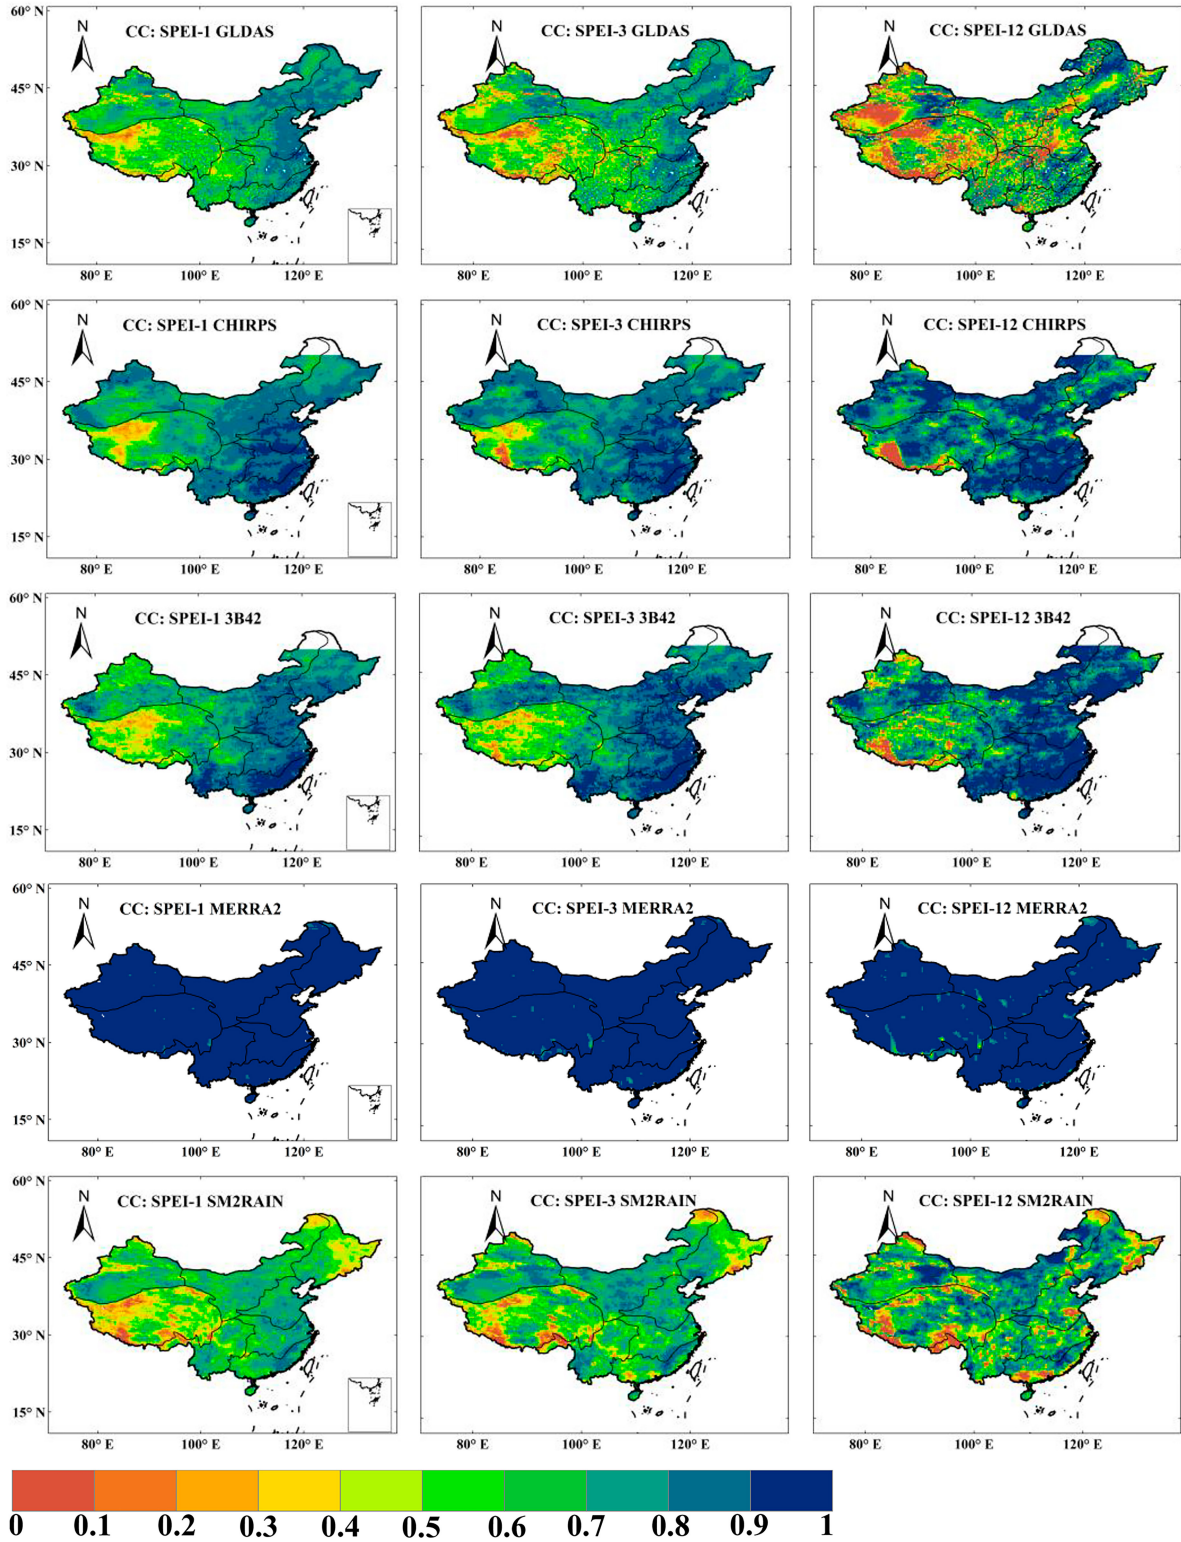 N CC: SPEI-1 GLDAS
N CC: SPEI-3 GLDAS
N CC: SPEI-12 GLDAS
45° N
30° N
15° N
80° E 100° E 120° E
80° E 100° E 120° E
80° E 100° E 120° E
60° N
N CC: SPEI-1 CHIRPS
N CC: SPEI-3 CHIRPS
N CC: SPEI-12 CHIRPS
45° N
30° N
15° N
80° E 100° E 120° E
80° E 100° E 120° E
80° E 100° E 120° E
60° N
N CC: SPEI-1 3B42
N CC: SPEI-3 3B42
N CC: SPEI-12 3B42
45° N
30° N
15° N
80° E 100° E 120° E
80° E 100° E 120° E
80° E 100° E 120° E
60° N
N CC: SPEI-1 MERRA2
N CC: SPEI-3 MERRA2
N CC: SPEI-12 MERRA2
45° N
30° N
15° N
80° E 100° E 120° E
80° E 100° E 120° E
80° E 100° E 120° E
60° N
N CC: SPEI-1 SM2RAIN
N CC: SPEI-3 SM2RAIN
N CC: SPEI-12 SM2RAIN
45° N
30° N
15° N
80° E 100° E 120° E
80° E 100° E 120° E
80° E 100° E 120° E
0 0.1 0.2 0.3 0.4 0.5 0.6 0.7 0.8 0.9 1